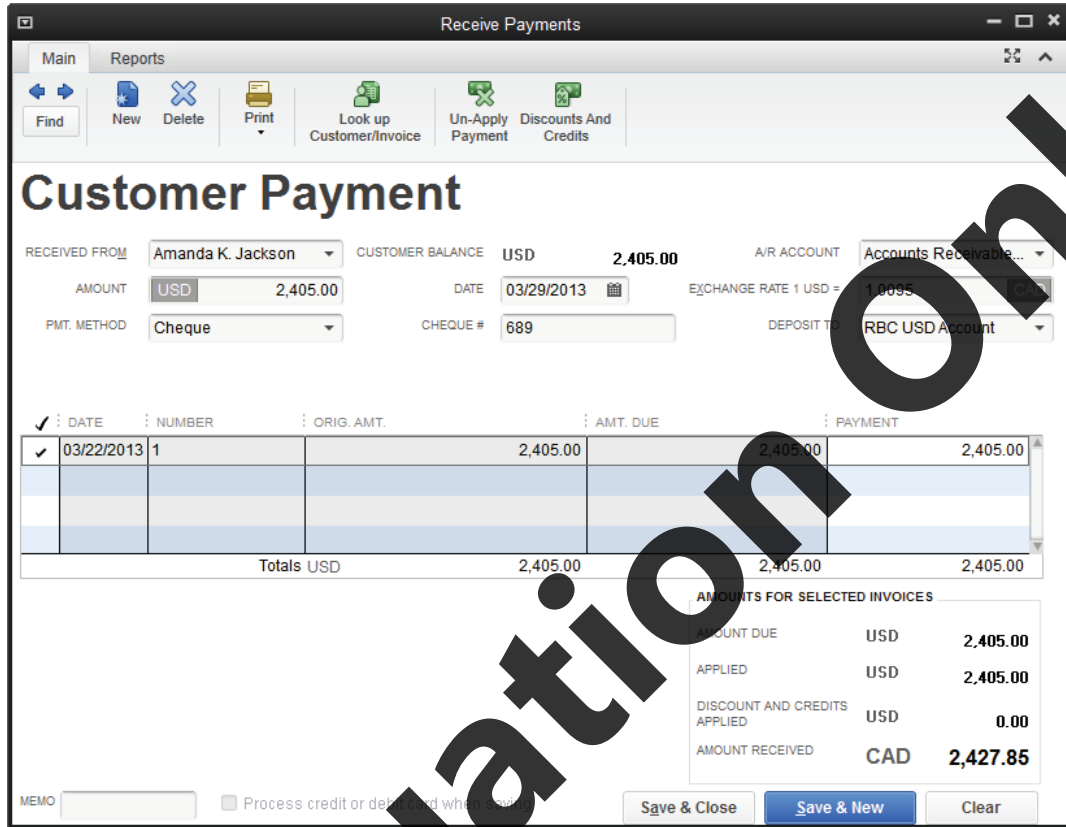 Receive Payments
Main Reports
Find New Delete Print Look up Customer/Invoice Un-Apply Payment Discounts And Credits
Customer Payment
RECEIVED FROM Amanda K. Jackson CUSTOMER BALANCE USD 2,405.00 A/R ACCOUNT Accounts Receivable...
AMOUNT USD 2,405.00 DATE 03/29/2013 EXCHANGE RATE 1 USD = 1.0095 CAD
PMT. METHOD Cheque CHEQUE # 689 DEPOSIT TO RBC USD Account
DATE NUMBER ORIG. AMT. AMT. DUE PAYMENT
03/22/2013 1 2,405.00 2,405.00 2,405.00
Totals USD 2,405.00 2,405.00 2,405.00
AMOUNTS FOR SELECTED INVOICES
AMOUNT DUE USD 2,405.00
APPLIED USD 2,405.00
DISCOUNT AND CREDITS APPLIED USD 0.00
AMOUNT RECEIVED CAD 2,427.85
MEMO Process credit or debit card when saving Save & Close Save & New Clear
uation Onl